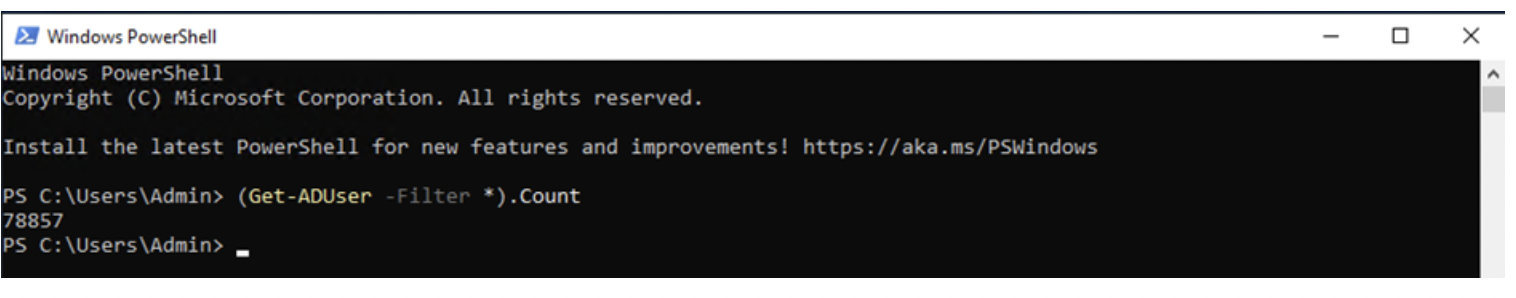 Windows PowerShell
Windows PowerShell
Copyright (C) Microsoft Corporation. All rights reserved.
Install the latest PowerShell for new features and improvements! https://aka.ms/PSWindows
PS C:\Users\Admin> (Get-ADUser -Filter *).Count
78857
PS C:\Users\Admin>